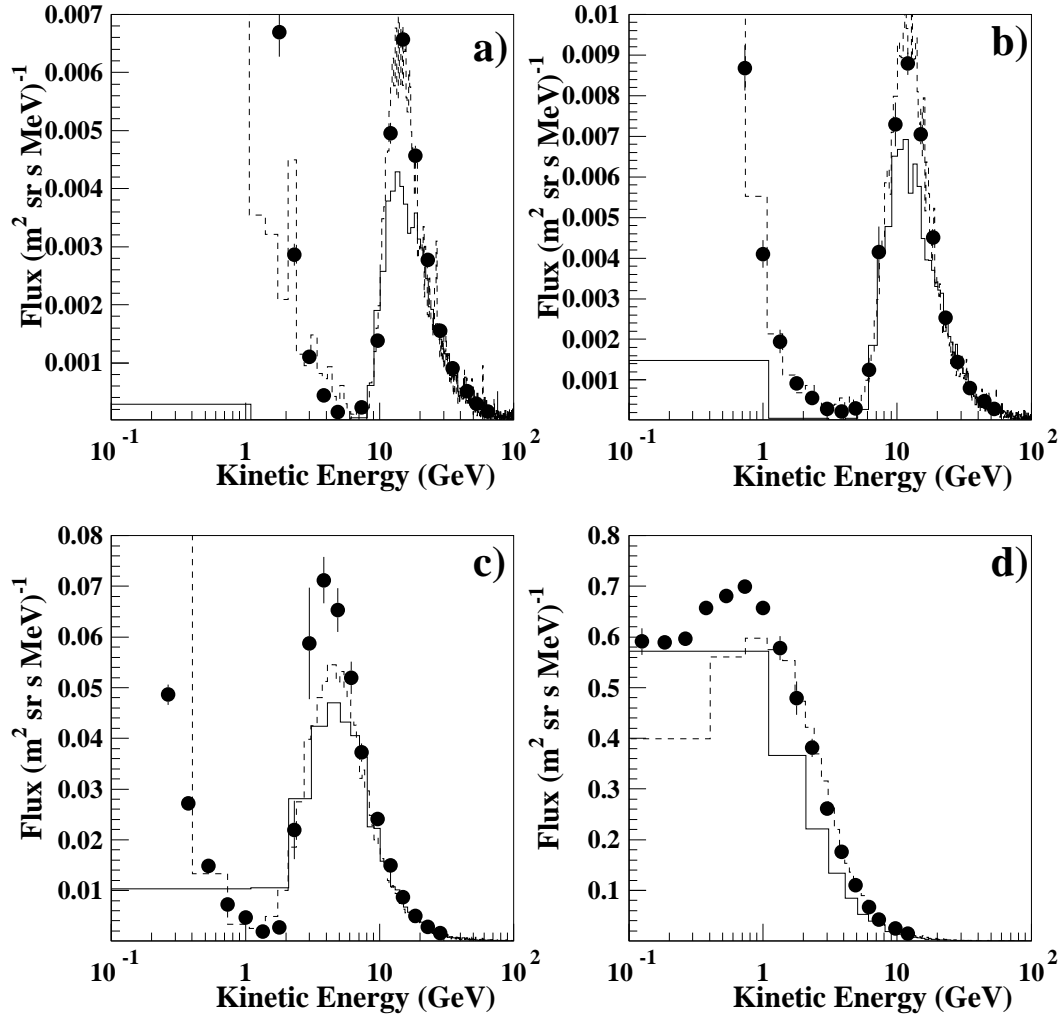 a)
Flux (m² sr s MeV)⁻¹
0.007
0.006
0.005
0.004
0.003
0.002
0.001
10⁻¹ 1 10 10²
Kinetic Energy (GeV)
b)
Flux (m² sr s MeV)⁻¹
0.01
0.009
0.008
0.007
0.006
0.005
0.004
0.003
0.002
0.001
10⁻¹ 1 10 10²
Kinetic Energy (GeV)
c)
Flux (m² sr s MeV)⁻¹
0.08
0.07
0.06
0.05
0.04
0.03
0.02
0.01
10⁻¹ 1 10 10²
Kinetic Energy (GeV)
d)
Flux (m² sr s MeV)⁻¹
0.8
0.7
0.6
0.5
0.4
0.3
0.2
0.1
10⁻¹ 1 10 10²
Kinetic Energy (GeV)